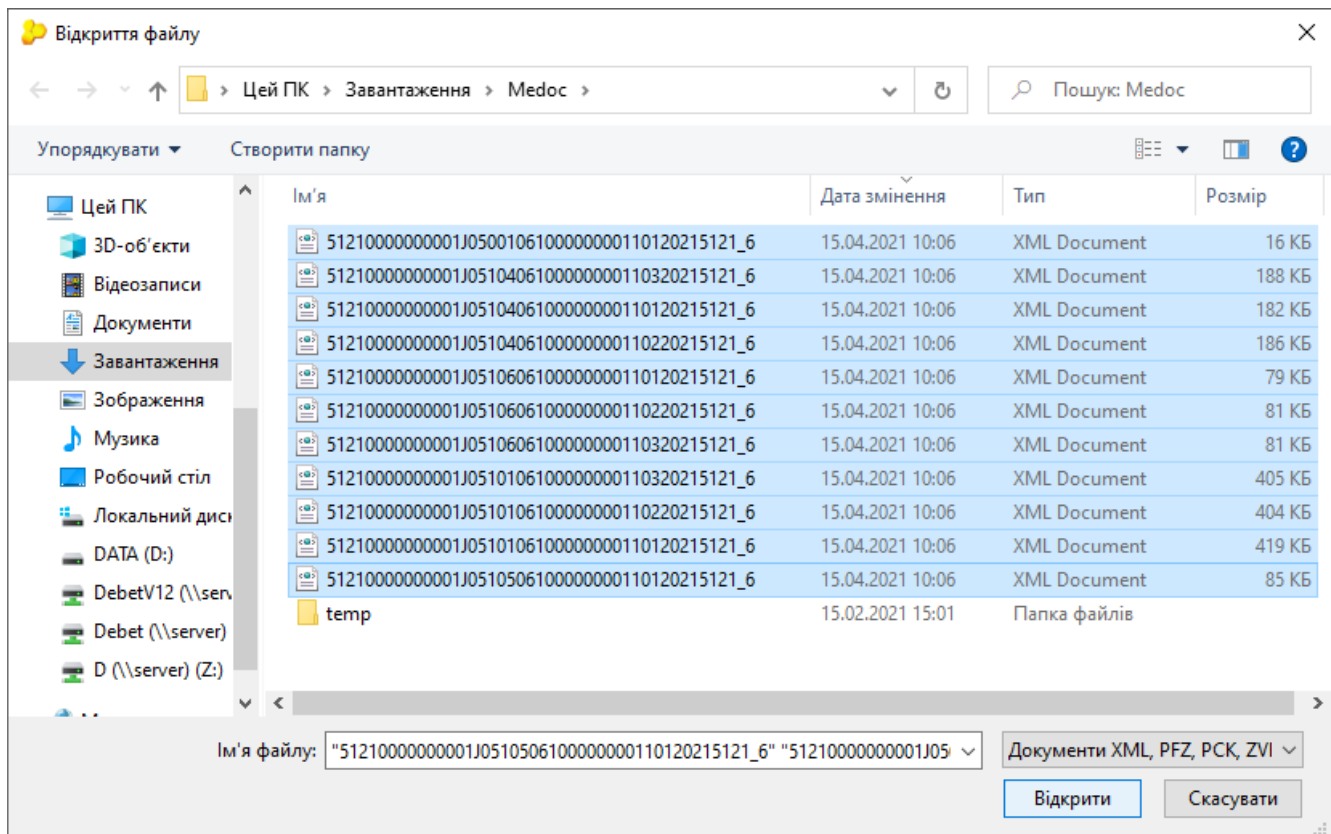 Відкриття файлу
Цей ПК › Завантаження › Medoc ›
Пошук: Medoc
Упорядкувати
Створити папку
Ім'я Дата змінення Тип Розмір
51210000000001J0500106100000000110120215121_6 15.04.2021 10:06 XML Document 16 КБ
51210000000001J0510406100000000110320215121_6 15.04.2021 10:06 XML Document 188 КБ
51210000000001J0510406100000000110120215121_6 15.04.2021 10:06 XML Document 182 КБ
51210000000001J0510406100000000110220215121_6 15.04.2021 10:06 XML Document 186 КБ
51210000000001J0510606100000000110120215121_6 15.04.2021 10:06 XML Document 79 КБ
51210000000001J0510606100000000110220215121_6 15.04.2021 10:06 XML Document 81 КБ
51210000000001J0510606100000000110320215121_6 15.04.2021 10:06 XML Document 81 КБ
51210000000001J0510106100000000110320215121_6 15.04.2021 10:06 XML Document 405 КБ
51210000000001J0510106100000000110220215121_6 15.04.2021 10:06 XML Document 404 КБ
51210000000001J0510106100000000110120215121_6 15.04.2021 10:06 XML Document 419 КБ
51210000000001J0510506100000000110120215121_6 15.04.2021 10:06 XML Document 85 КБ
temp 15.02.2021 15:01 Папка файлів
Цей ПК
3D-об'єкти
Відеозаписи
Документи
Завантаження
Зображення
Музика
Робочий стіл
Локальний диск
DATA (D:)
DebetV12 (\\serv
Debet (\\server)
D (\\server) (Z:)
Ім'я файлу: "51210000000001J0510506100000000110120215121_6" "51210000000001J05
Документи XML, PFZ, PCK, ZVI
Відкрити
Скасувати